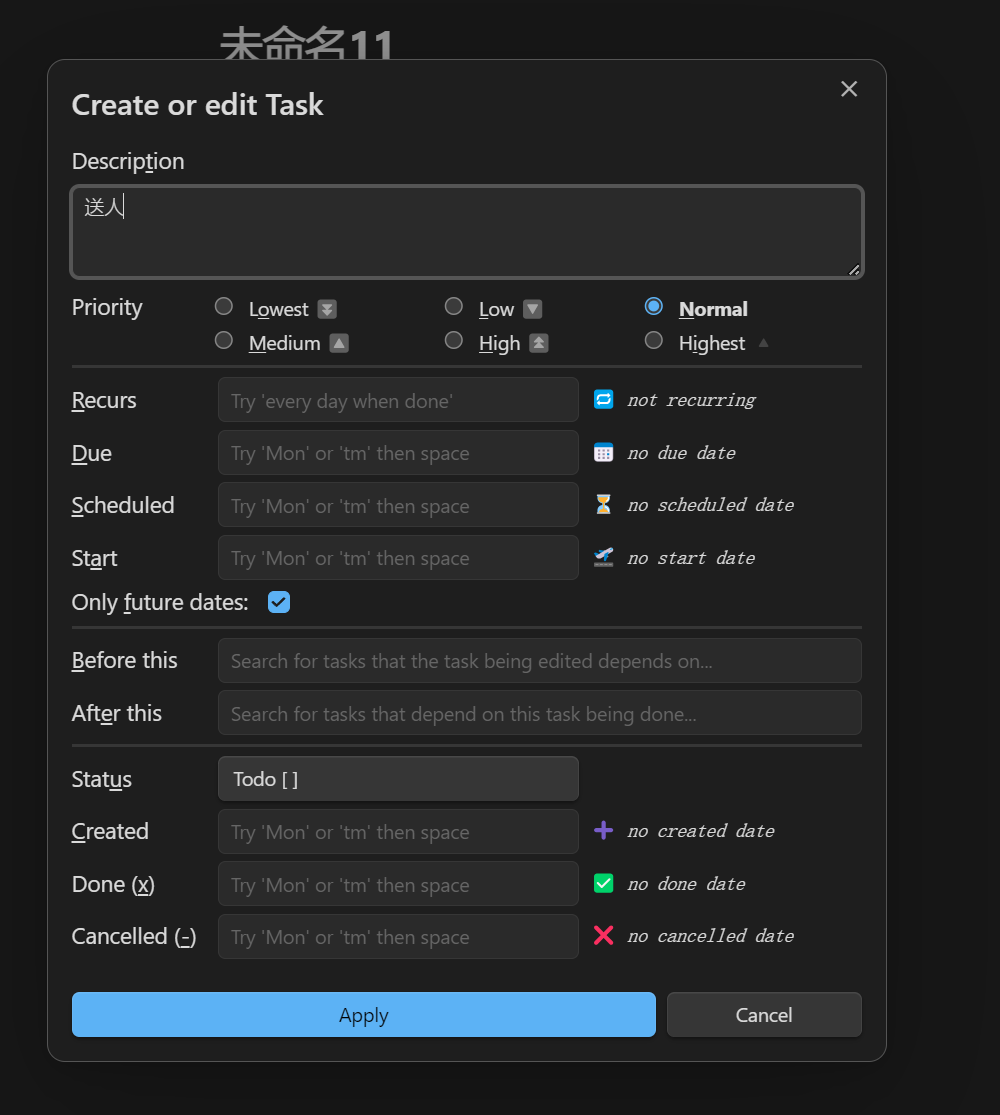 未命名11
Create or edit Task
Description
送人
Priority
Lowest
Low
Normal
Medium
High
Highest
Recurs
Try 'every day when done'
not recurring
Due
Try 'Mon' or 'tm' then space
no due date
Scheduled
Try 'Mon' or 'tm' then space
no scheduled date
Start
Try 'Mon' or 'tm' then space
no start date
Only future dates:
Before this
Search for tasks that the task being edited depends on...
After this
Search for tasks that depend on this task being done...
Status
Todo [ ]
Created
Try 'Mon' or 'tm' then space
no created date
Done (x)
Try 'Mon' or 'tm' then space
no done date
Cancelled (-)
Try 'Mon' or 'tm' then space
no cancelled date
Apply
Cancel